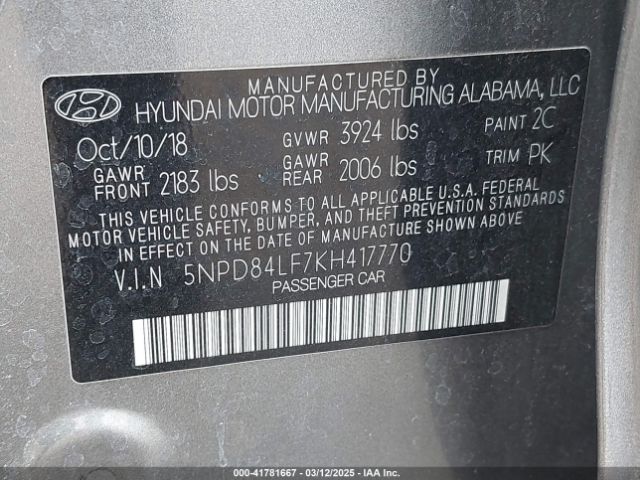 MANUFACTURED BY
HYUNDAI MOTOR MANUFACTURING ALABAMA, LLC
Oct/10/18 GVWR 3924 lbs PAINT 2C
GAWR FRONT 2183 lbs GAWR REAR 2006 lbs TRIM PK
THIS VEHICLE CONFORMS TO ALL APPLICABLE U.S.A. FEDERAL
MOTOR VEHICLE SAFETY, BUMPER, AND THEFT PREVENTION STANDARDS
IN EFFECT ON THE DATE OF MANUFACTURE SHOWN ABOVE
V.I.N 5NPD84LF7KH417770
PASSENGER CAR
000-41781667 - 03/12/2025 - IAA Inc.